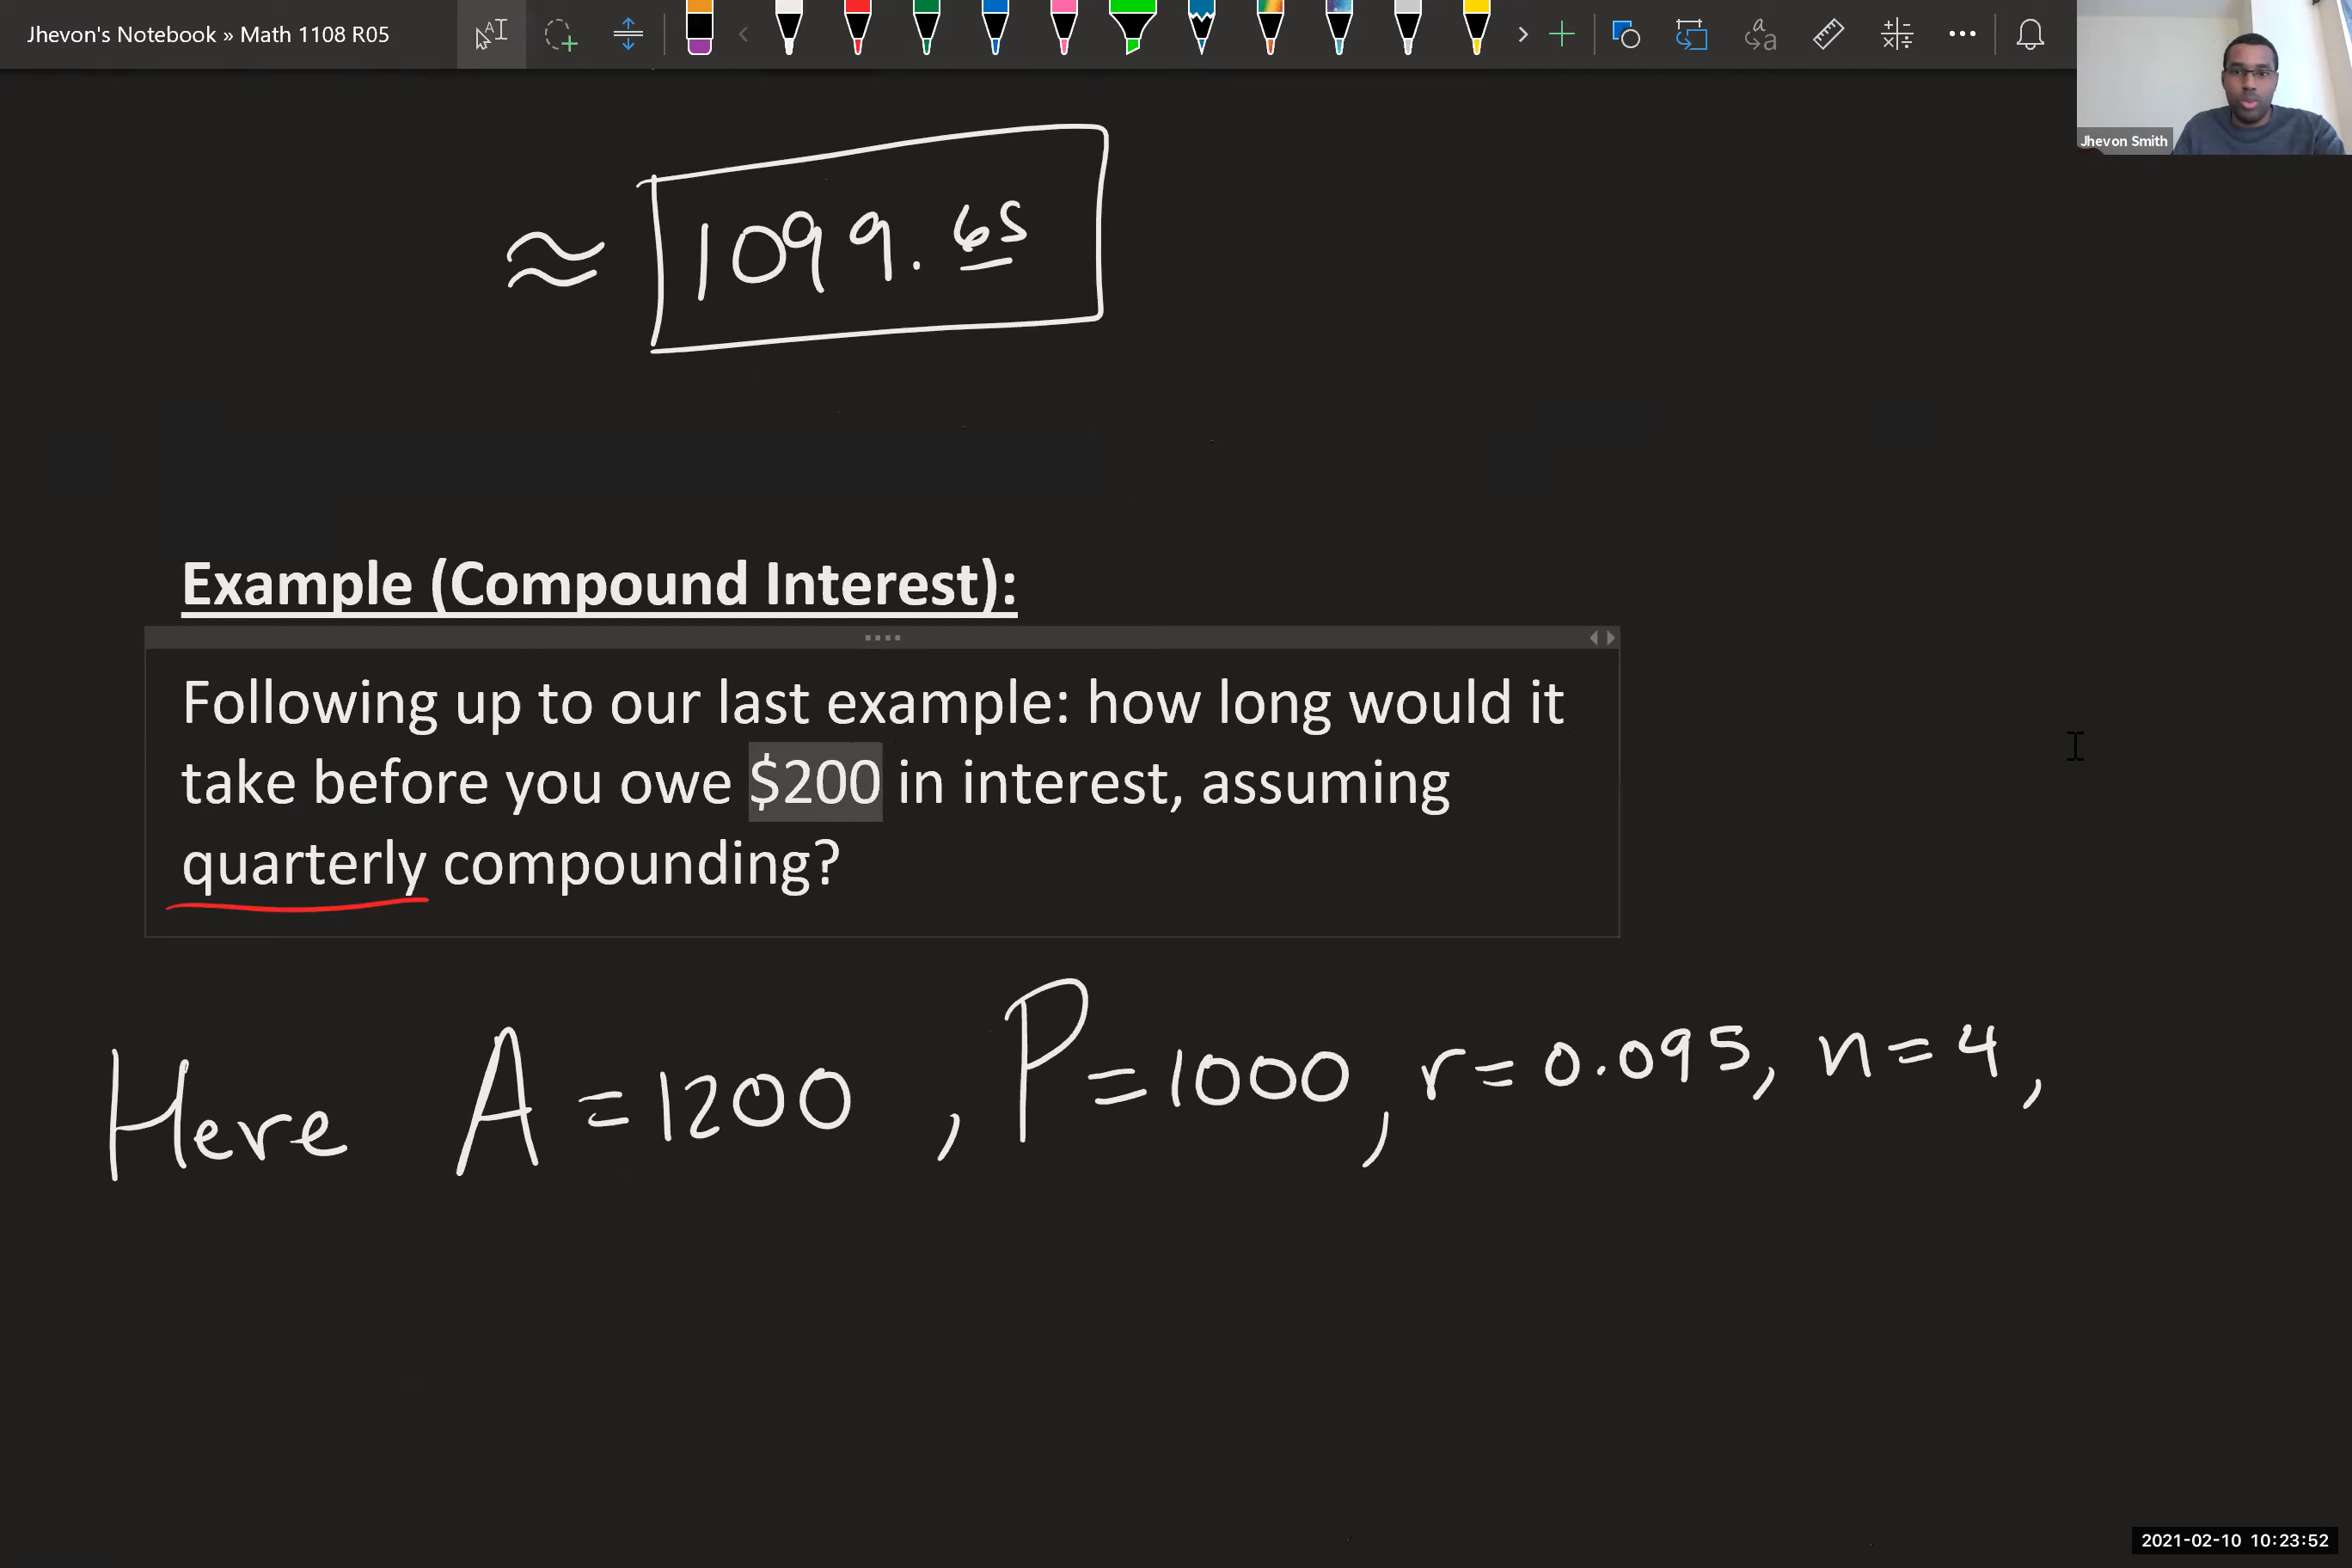 Jhevon's Notebook » Math 1108 R05
Jhevon Smith
≈ 1099.65
Example (Compound Interest):
Following up to our last example: how long would it
take before you owe $200 in interest, assuming
quarterly compounding?
Here A = 1200 , P = 1000, r = 0.095, n = 4,
2021-02-10 10:23:52